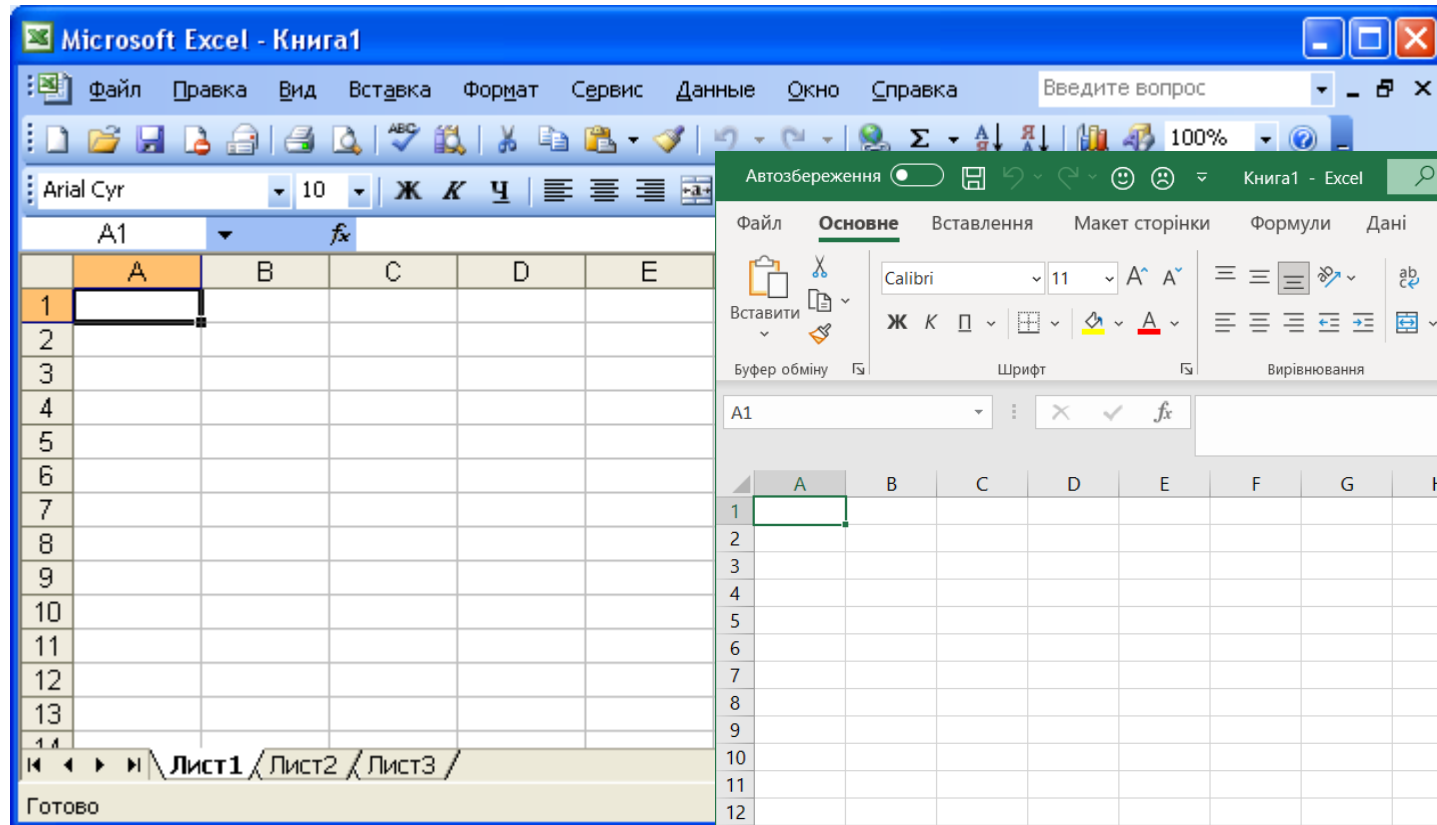 Microsoft Excel - Книга1
Файл Правка Вид Вставка Формат Сервис Данные Окно Справка Введите вопрос
ABC Σ А Я Я А 100%
Arial Cyr 10 Ж К Ч a
A1 fx
A B C D E
1
2
3
4
5
6
7
8
9
10
11
12
13
14
Лист1 Лист2 Лист3
Готово
Автозбереження Книга1 - Excel
Файл Основне Вставлення Макет сторінки Формули Дані
Вставити
Calibri 11 A A ab c
Ж К П A
Буфер обміну Шрифт Вирівнювання
A1 fx
A B C D E F G H
1
2
3
4
5
6
7
8
9
10
11
12